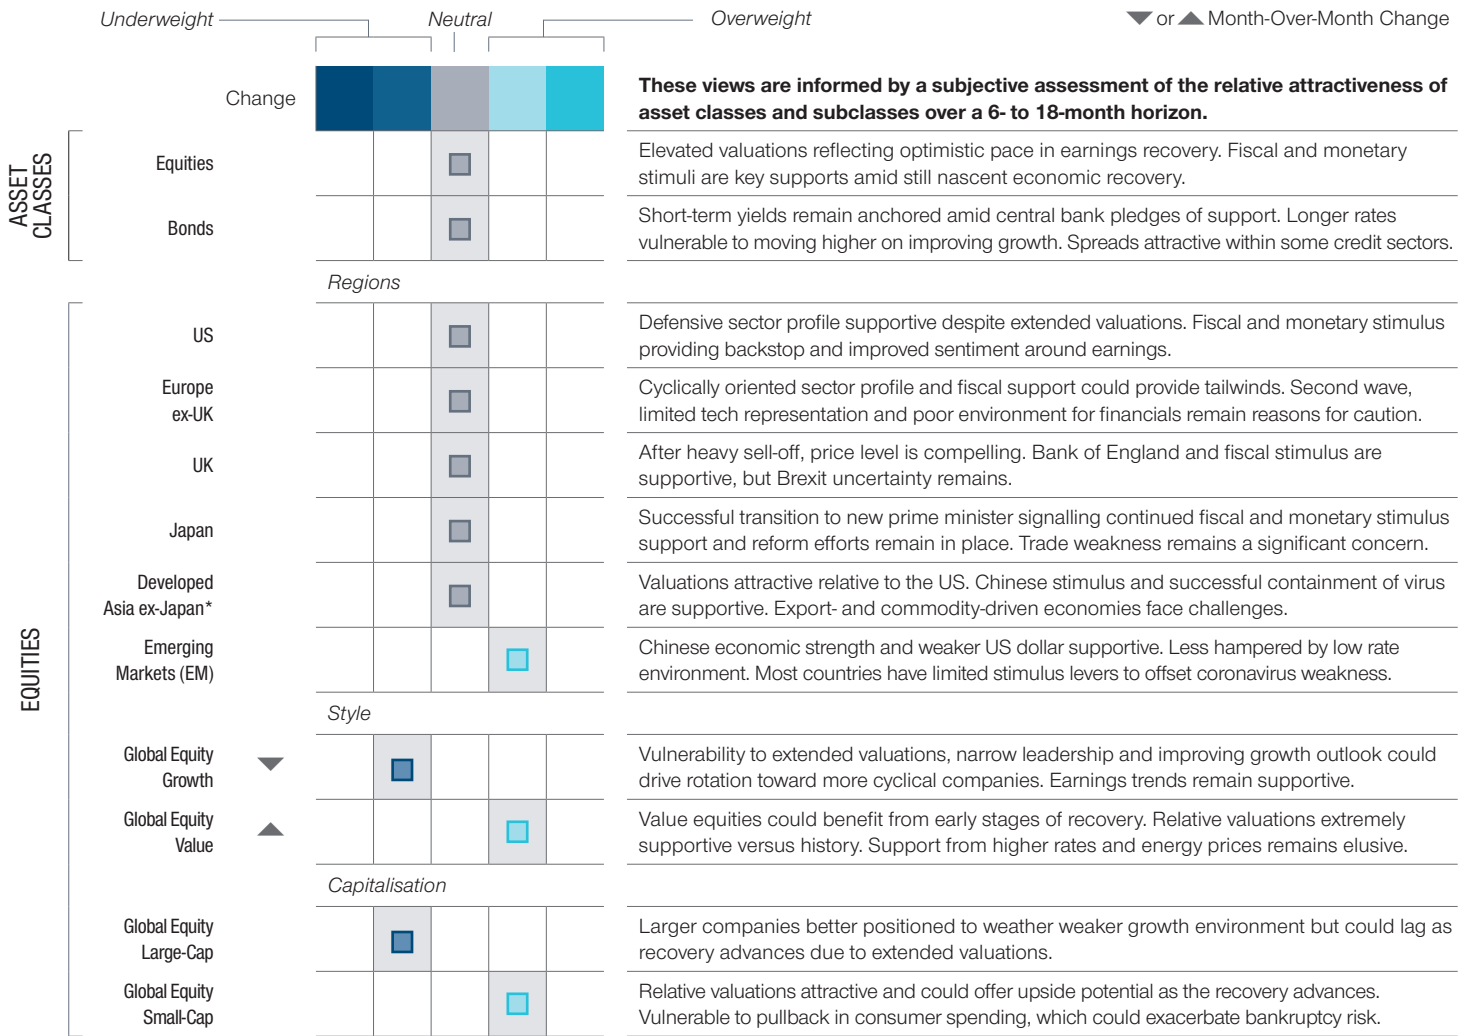 Underweight
Neutral
Overweight
▼ or ▲ Month-Over-Month Change
Change
These views are informed by a subjective assessment of the relative attractiveness of
asset classes and subclasses over a 6- to 18-month horizon.
ASSET
CLASSES
Equities
Elevated valuations reflecting optimistic pace in earnings recovery. Fiscal and monetary
stimuli are key supports amid still nascent economic recovery.
Bonds
Short-term yields remain anchored amid central bank pledges of support. Longer rates
vulnerable to moving higher on improving growth. Spreads attractive within some credit sectors.
EQUITIES
Regions
US
Defensive sector profile supportive despite extended valuations. Fiscal and monetary stimulus
providing backstop and improved sentiment around earnings.
Europe
ex-UK
Cyclically oriented sector profile and fiscal support could provide tailwinds. Second wave,
limited tech representation and poor environment for financials remain reasons for caution.
UK
After heavy sell-off, price level is compelling. Bank of England and fiscal stimulus are
supportive, but Brexit uncertainty remains.
Japan
Successful transition to new prime minister signalling continued fiscal and monetary stimulus
support and reform efforts remain in place. Trade weakness remains a significant concern.
Developed
Asia ex-Japan*
Valuations attractive relative to the US. Chinese stimulus and successful containment of virus
are supportive. Export- and commodity-driven economies face challenges.
Emerging
Markets (EM)
Chinese economic strength and weaker US dollar supportive. Less hampered by low rate
environment. Most countries have limited stimulus levers to offset coronavirus weakness.
Style
Global Equity
Growth
Vulnerability to extended valuations, narrow leadership and improving growth outlook could
drive rotation toward more cyclical companies. Earnings trends remain supportive.
Global Equity
Value
Value equities could benefit from early stages of recovery. Relative valuations extremely
supportive versus history. Support from higher rates and energy prices remains elusive.
Capitalisation
Global Equity
Large-Cap
Larger companies better positioned to weather weaker growth environment but could lag as
recovery advances due to extended valuations.
Global Equity
Small-Cap
Relative valuations attractive and could offer upside potential as the recovery advances.
Vulnerable to pullback in consumer spending, which could exacerbate bankruptcy risk.